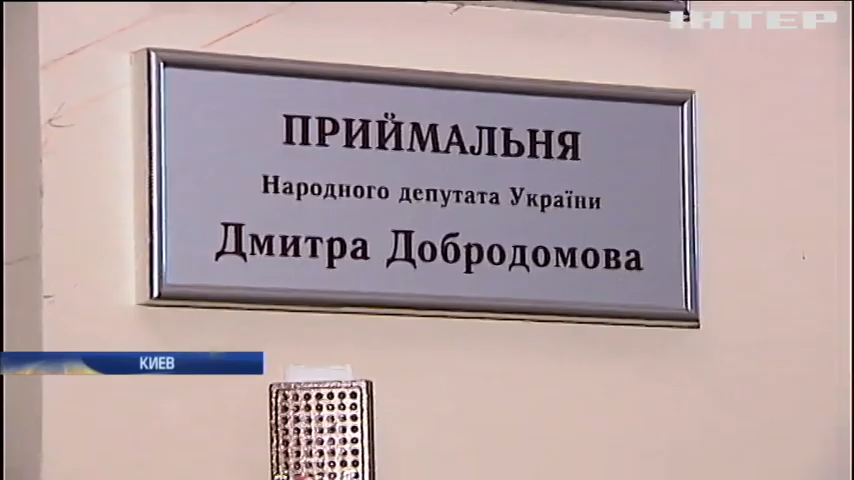 ІНТЕР
ПРИЙМАЛЬНЯ
Народного депутата України
Дмитра Добродомова
КИЕВ